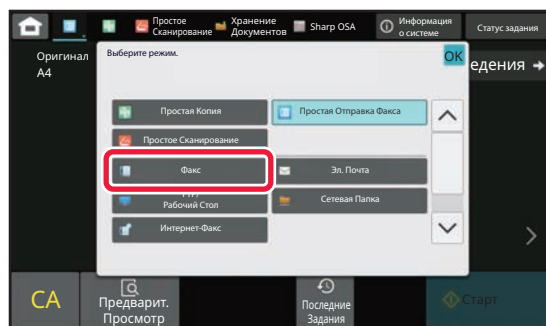 Простое
Сканирование
Хранение
Документов
Sharp OSA
Информация
о системе
Статус задания
Оригинал
A4
Выберите режим.
OK
едения
Простая Копия
Простая Отправка Факса
Простое Сканирование
Факс
Эл. Почта
Рабочий Стол
Сетевая Папка
Интернет-Факс
CA
Предварит.
Просмотр
Последние
Задания
Старт